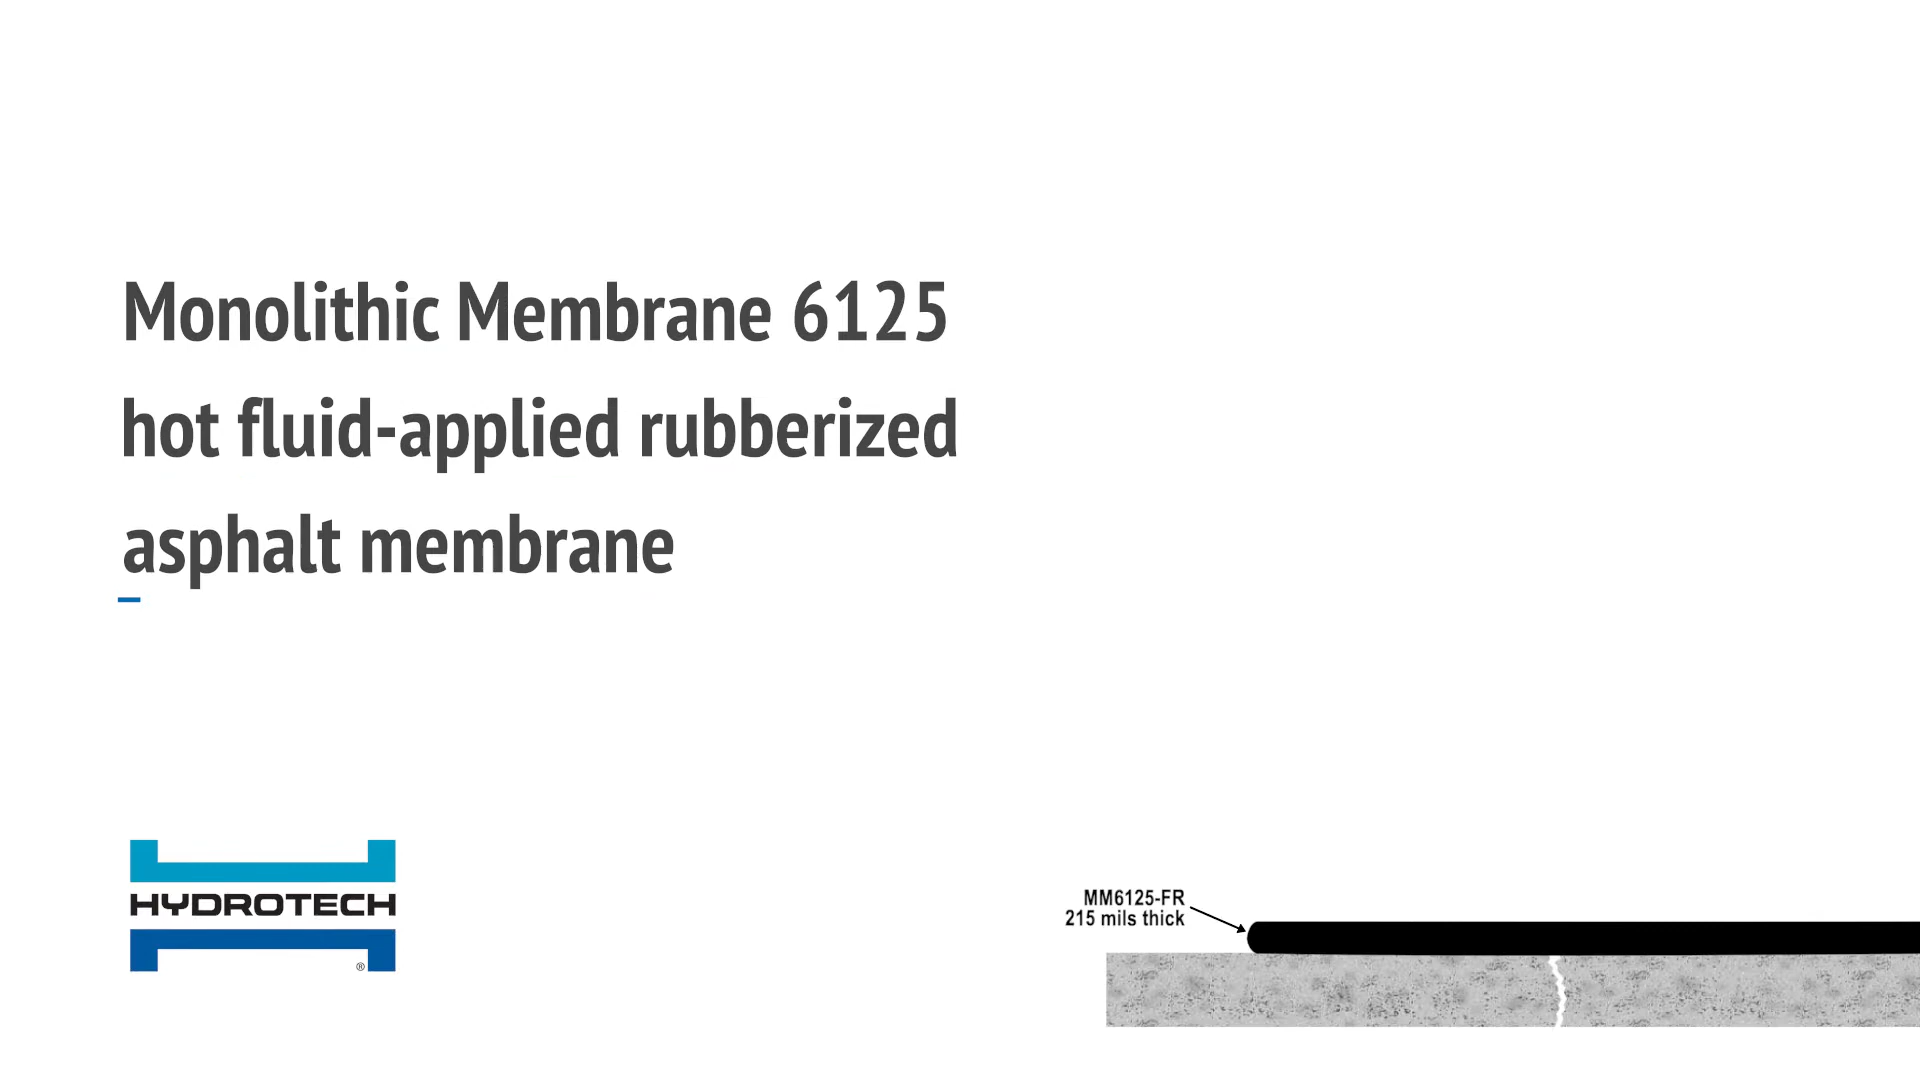 Monolithic Membrane 6125
hot fluid-applied rubberized
asphalt membrane
HYDROTECH
®
MM6125-FR
215 mils thick